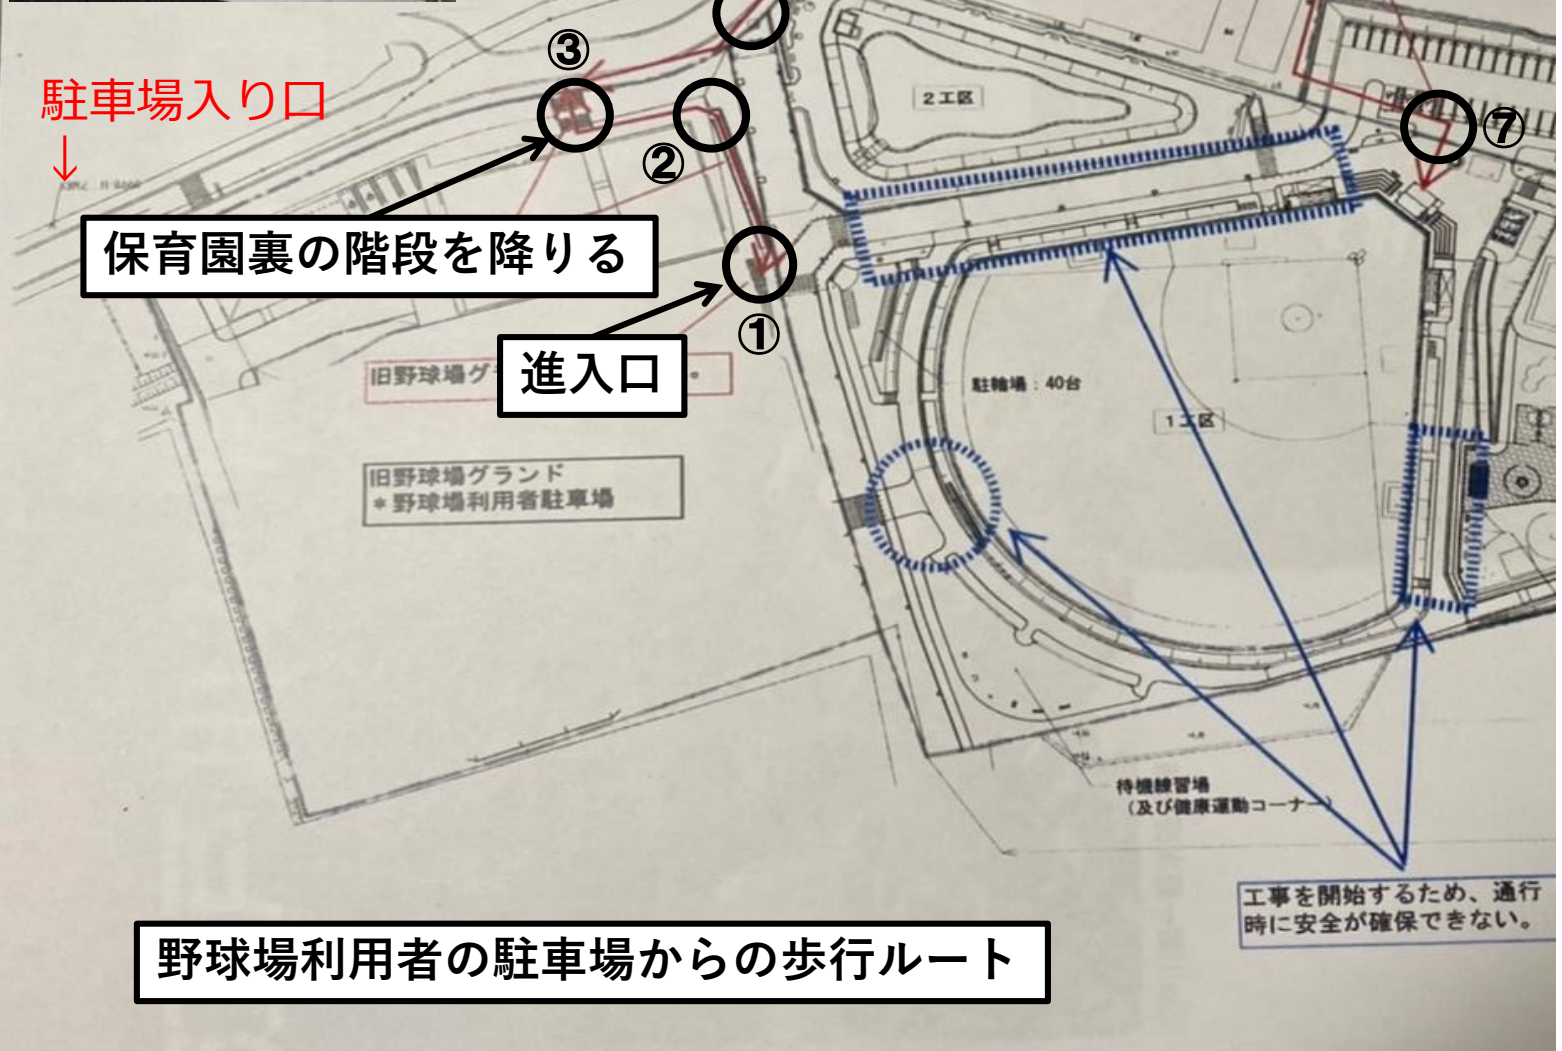 ③
２工区
駐車場入り口
↓
⑦
②
保育園裏の階段を降りる
①
旧野球場グ
進入口
駐輪場：40台
１工区
旧野球場グランド
＊野球場利用者駐車場
待機練習場
（及び健康運動コーナー）
工事を開始するため、通行
時に安全が確保できない。
野球場利用者の駐車場からの歩行ルート